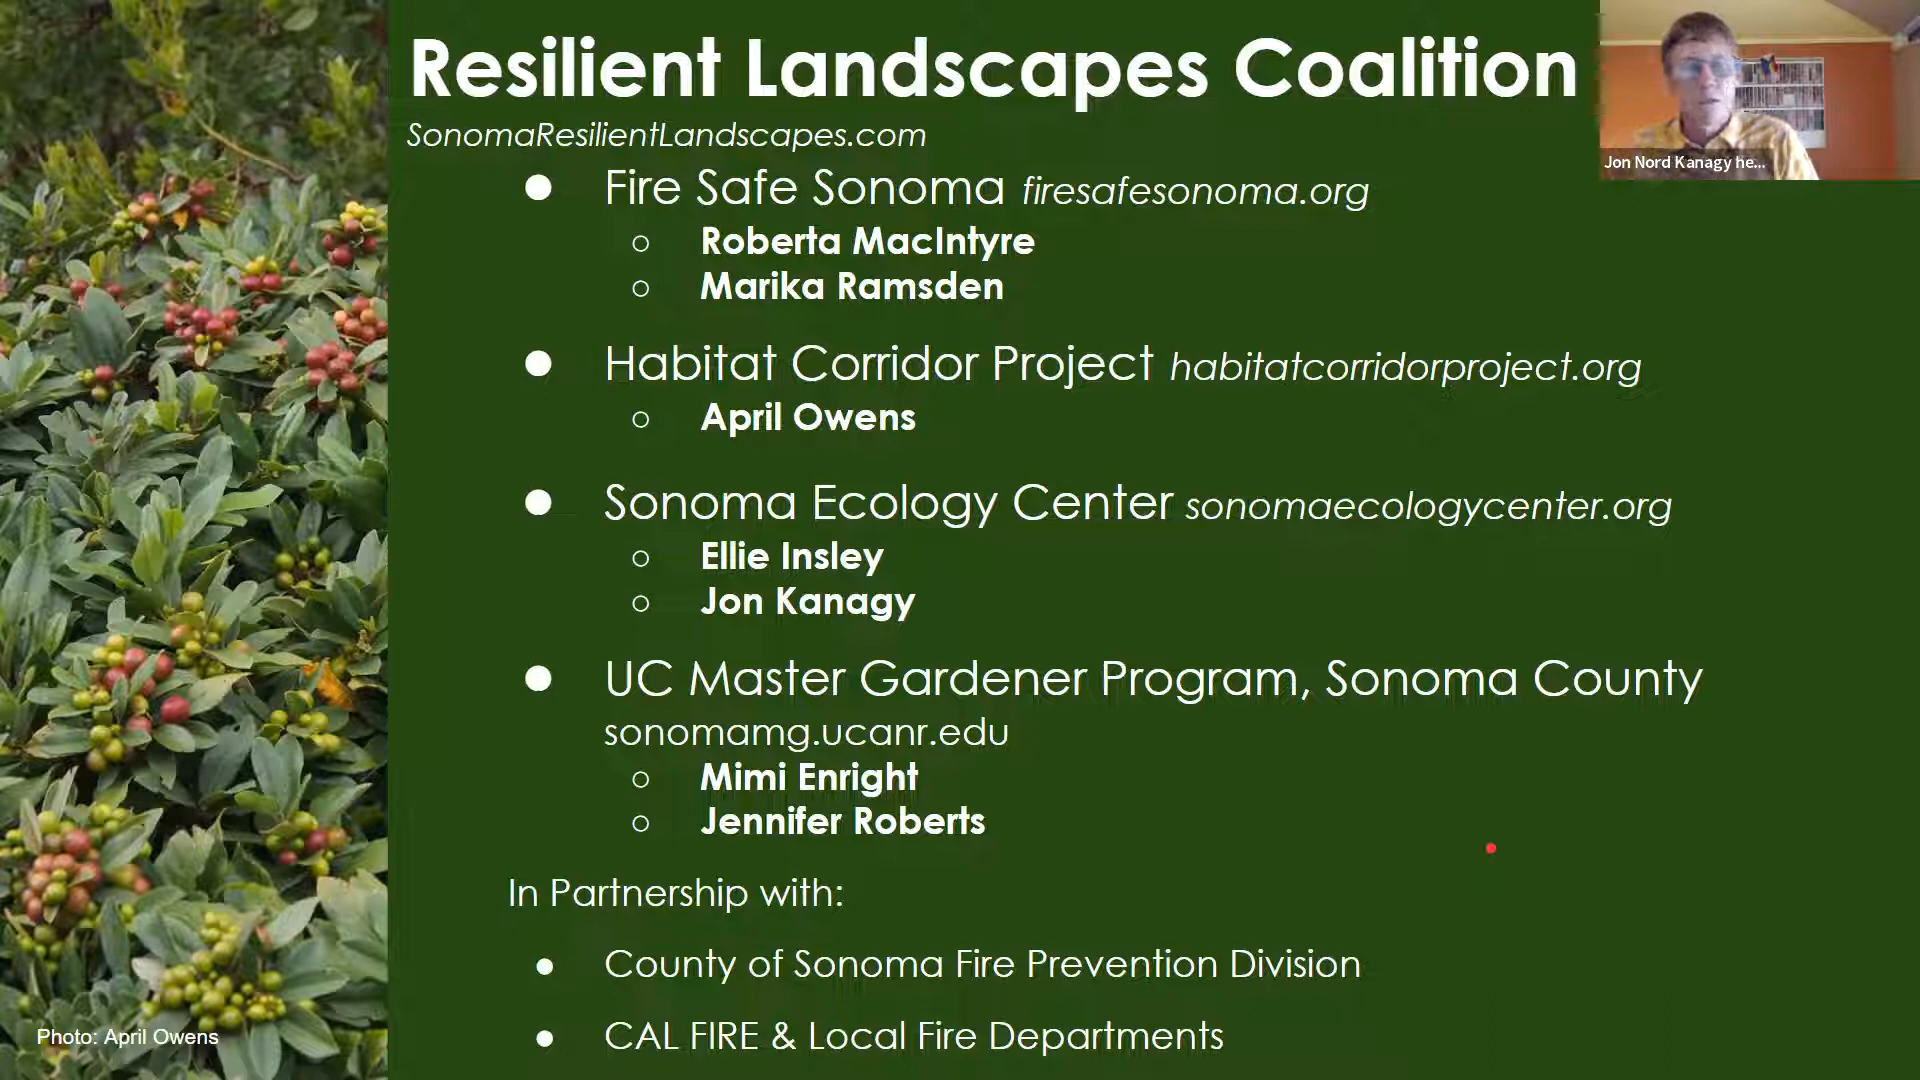 Resilient Landscapes Coalition
SonomaResilientLandscapes.com
Jon Nord Kanagy he...
● Fire Safe Sonoma firesafesonoma.org
○ Roberta MacIntyre
○ Marika Ramsden
● Habitat Corridor Project habitatcorridorproject.org
○ April Owens
● Sonoma Ecology Center sonomaecologycenter.org
○ Ellie Insley
○ Jon Kanagy
● UC Master Gardener Program, Sonoma County
sonomamg.ucanr.edu
○ Mimi Enright
○ Jennifer Roberts
In Partnership with:
● County of Sonoma Fire Prevention Division
● CAL FIRE & Local Fire Departments
Photo: April Owens